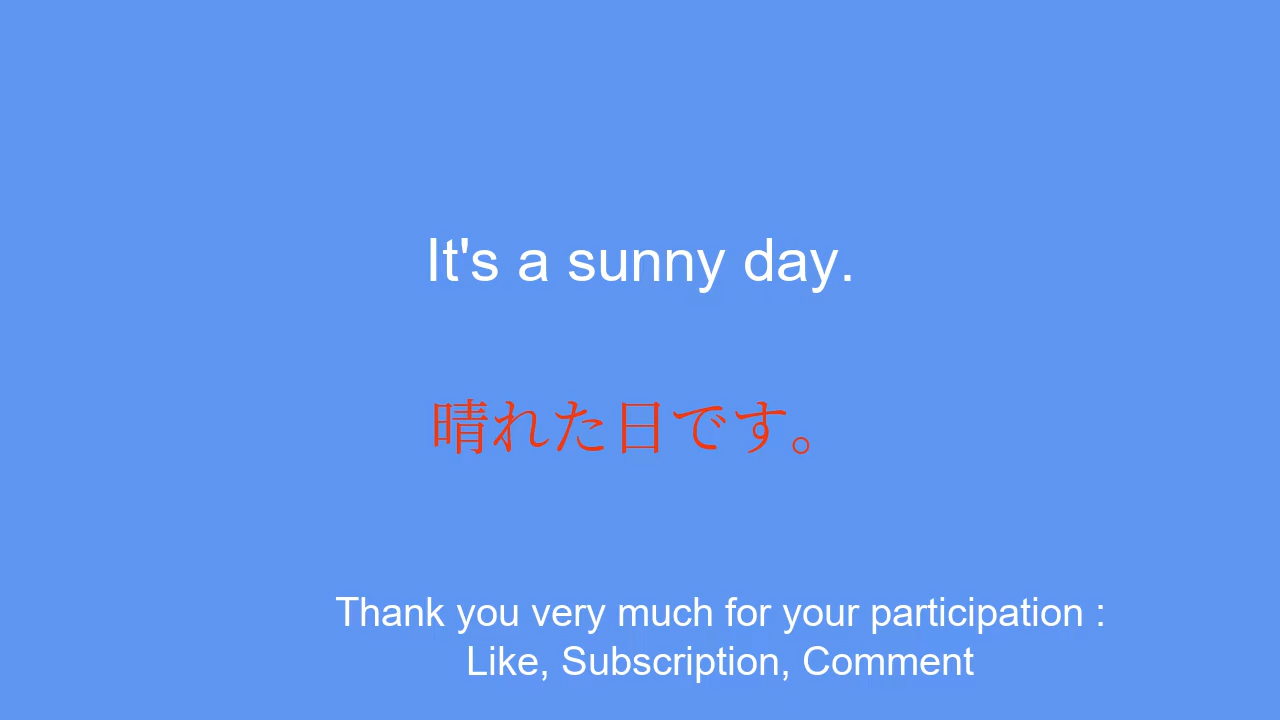 It's a sunny day.
晴れた日です。
Thank you very much for your participation :
Like, Subscription, Comment